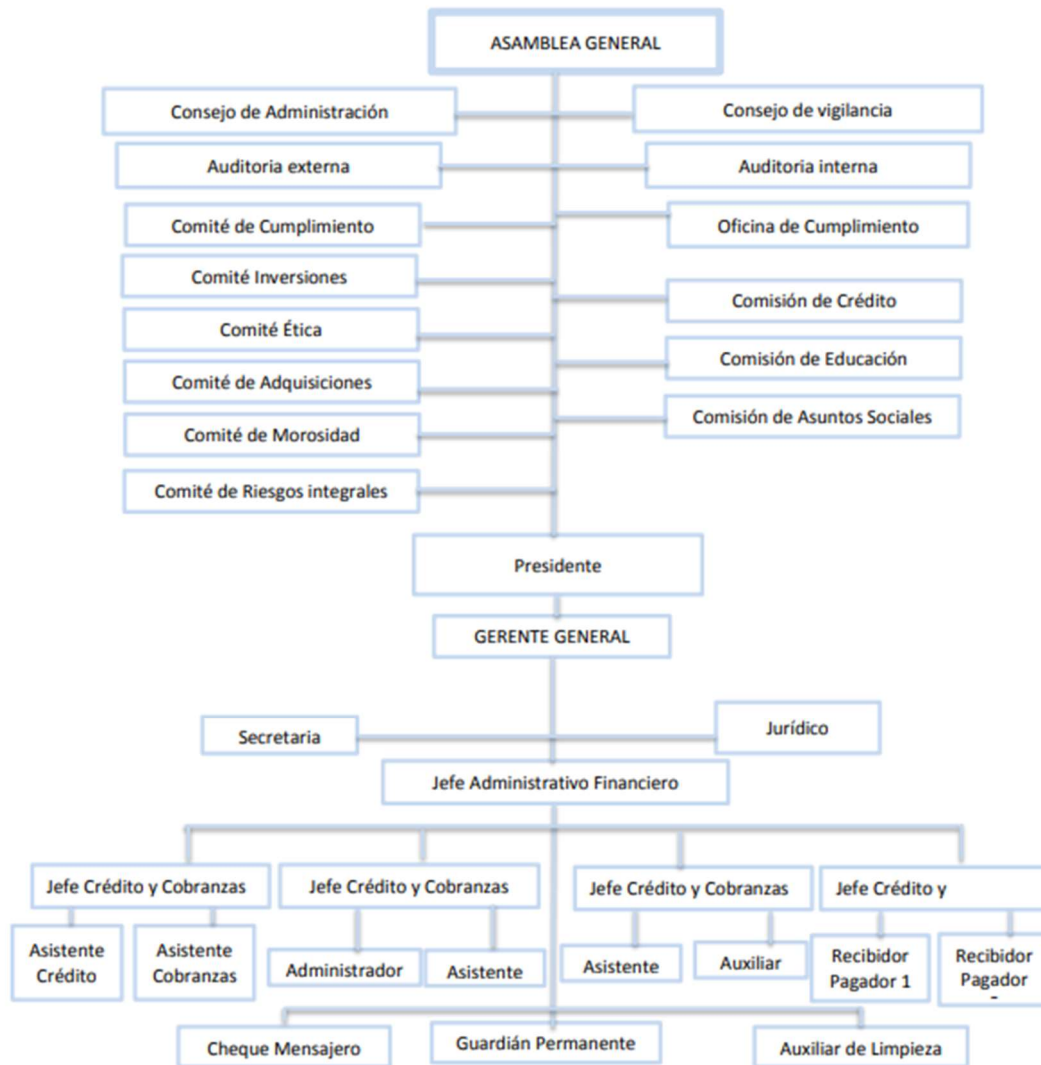 ASAMBLEA GENERAL
Consejo de Administración
Consejo de vigilancia
Auditoria externa
Auditoria interna
Comité de Cumplimiento
Oficina de Cumplimiento
Comité Inversiones
Comisión de Crédito
Comité Ética
Comisión de Educación
Comité de Adquisiciones
Comisión de Asuntos Sociales
Comité de Morosidad
Comité de Riesgos integrales
Presidente
GERENTE GENERAL
Secretaria
Jurídico
Jefe Administrativo Financiero
Jefe Crédito y Cobranzas
Jefe Crédito y Cobranzas
Jefe Crédito y Cobranzas
Jefe Crédito y
Asistente
Crédito
Asistente
Cobranzas
Administrador
Asistente
Asistente
Auxiliar
Recibidor
Pagador 1
Recibidor
Pagador
Cheque Mensajero
Guardián Permanente
Auxiliar de Limpieza